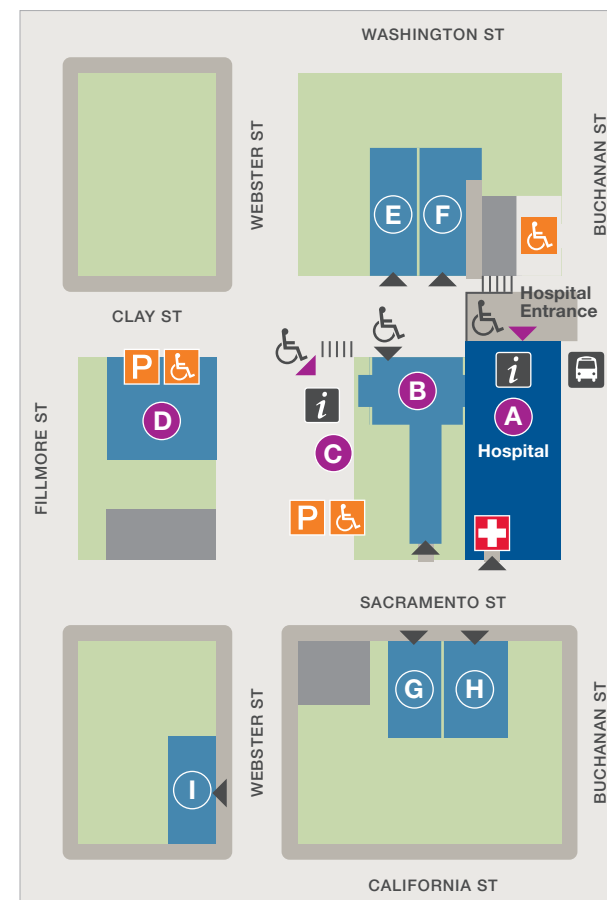 WASHINGTON ST
WEBSTER ST
BUCHANAN ST
E
F
Hospital
Entrance
CLAY ST
P
i
i
B
A
D
Hospital
C
FILLMORE ST
P
SACRAMENTO ST
G
H
WEBSTER ST
BUCHANAN ST
I
CALIFORNIA ST